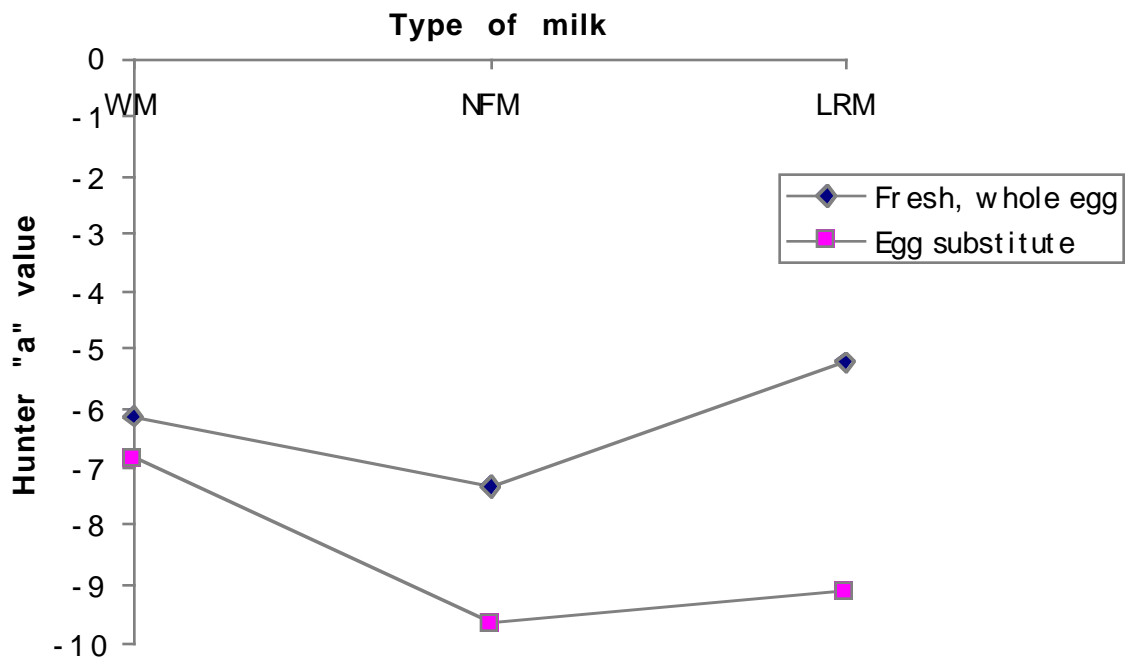 Type of milk
0
WM NFM LRM
-1
-2
-3
-4
-5
-6
-7
-8
-9
-10
Hunter "a" value
Fresh, whole egg
Egg substitute